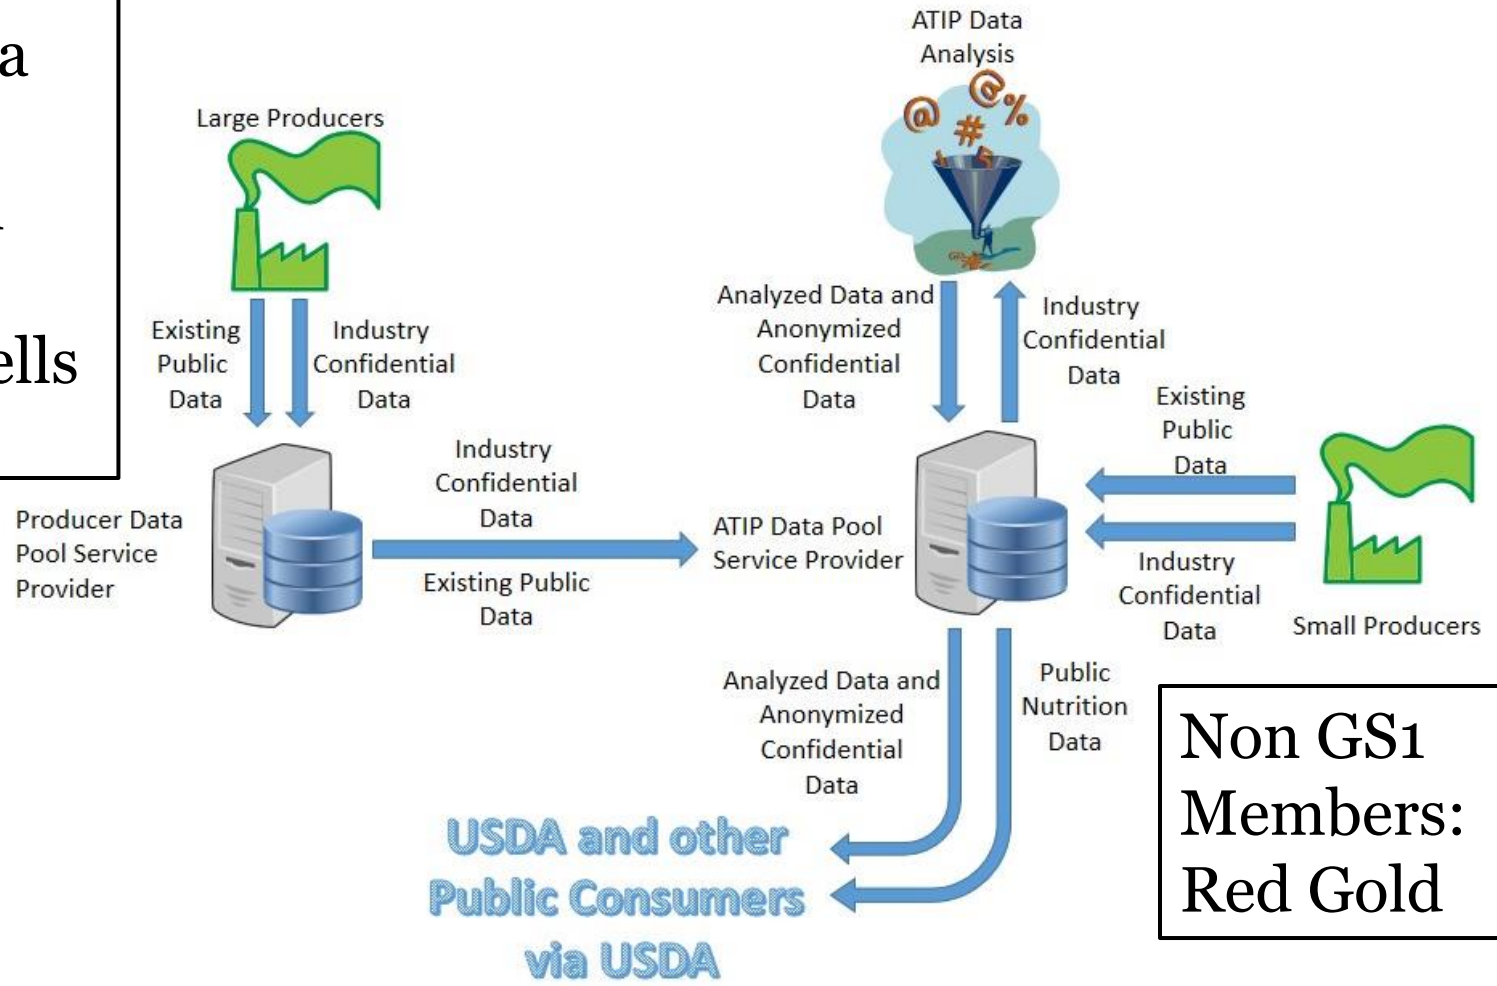 a
ells
Large Producers
Existing
Public
Data
Industry
Confidential
Data
Producer Data
Pool Service
Provider
Industry
Confidential
Data
Existing Public
Data
ATIP Data
Analysis
@
@
%
#
Analyzed Data and
Anonymized
Confidential
Data
Industry
Confidential
Data
ATIP Data Pool
Service Provider
Existing
Public
Data
Industry
Confidential
Data
Small Producers
Analyzed Data and
Anonymized
Confidential
Data
Public
Nutrition
Data
USDA and other
Public Consumers
via USDA
Non GS1
Members:
Red Gold